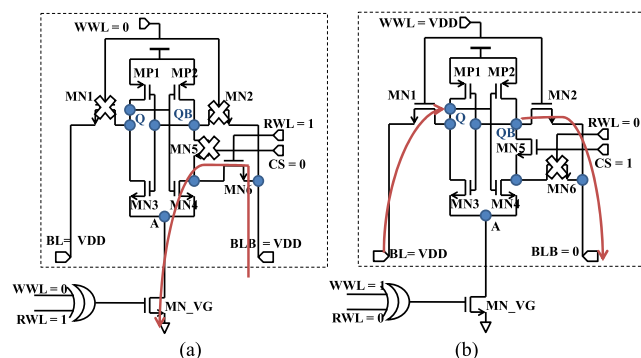 WWL = 0
MP1
MP2
MN1
MN2
Q
QB
RWL = 1
MN5
CS = 0
MN3
MN4
MN6
A
BL= VDD
BLB=VDD
WWL=0
RWL= 1
MN_VG
(a)
WWL=VDD
MP1
MP2
MN1
MN2
Q
QB
RWL= 0
MN5
CS = 1
MN3
MN4
MN6
A
BL=VDD
BLB= 0
WWL= 1
RWL= 0
MN_VG
(b)